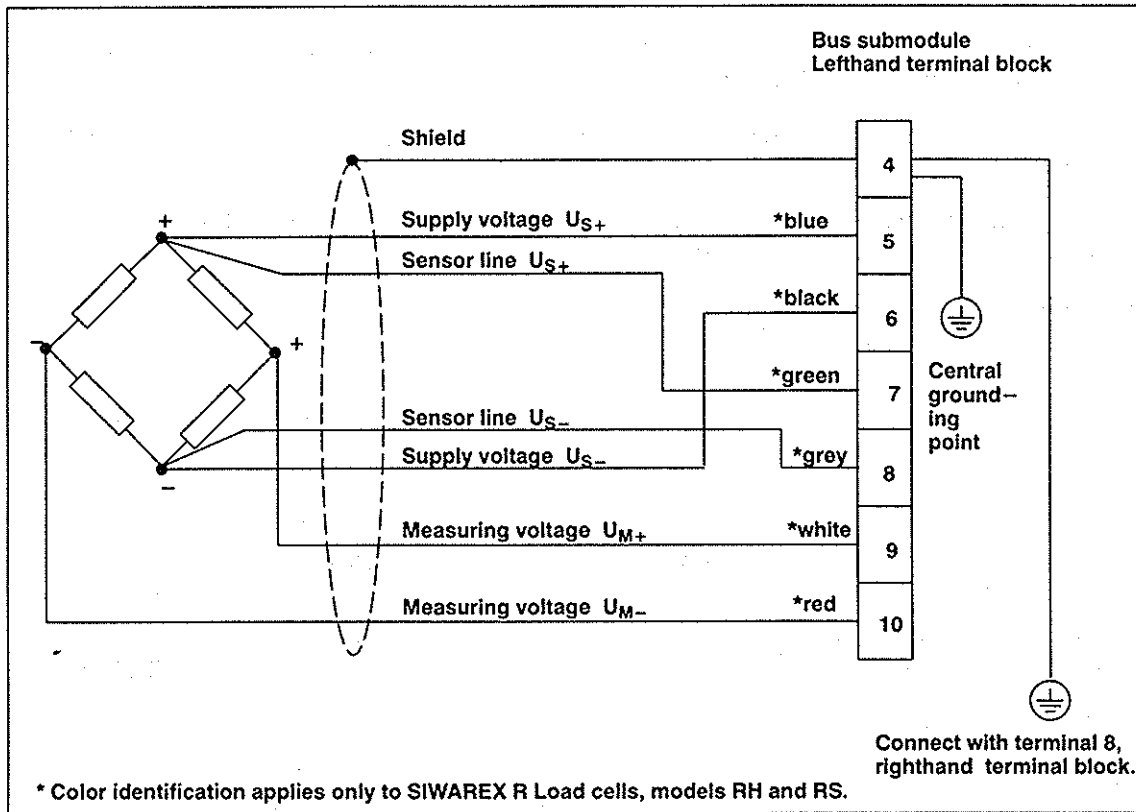 Bus submodule
Lefthand terminal block
Shield
4
Supply voltage US+ *blue
5
Sensor line US+
*black
6
*green
7
Central
ground-
ing
point
Sensor line US-
*grey
8
Supply voltage US-
Measuring voltage UM+ *white
9
Measuring voltage UM- *red
10
+
+
-
-
Connect with terminal 8,
righthand terminal block.
* Color identification applies only to SIWAREX R Load cells, models RH and RS.